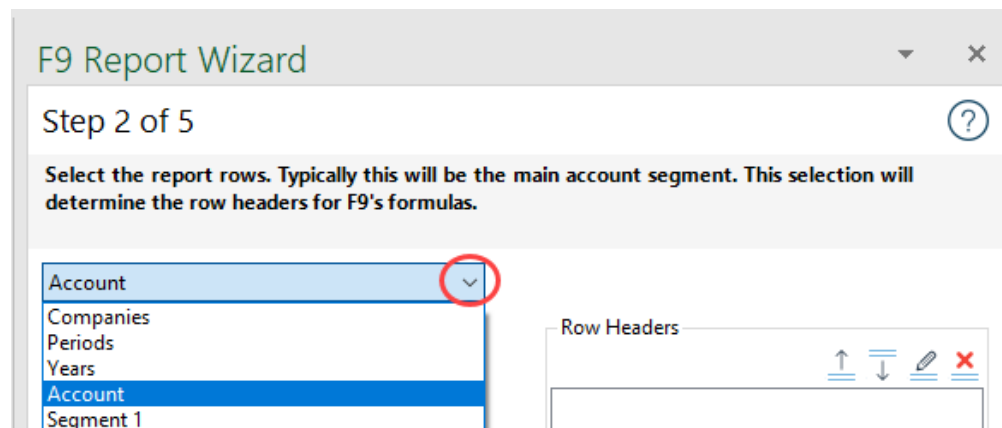 F9 Report Wizard
Step 2 of 5
?
Select the report rows. Typically this will be the main account segment. This selection will
determine the row headers for F9's formulas.
Account
Companies
Periods
Years
Account
Segment 1
Row Headers